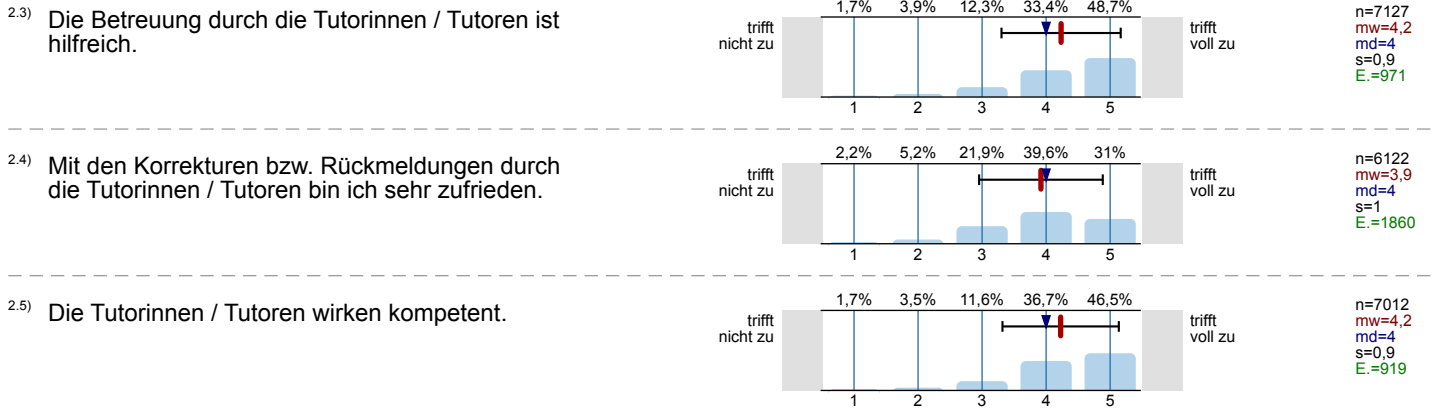 2.3) Die Betreuung durch die Tutorinnen / Tutoren ist
hilfreich.
1,7% 3,9% 12,3% 33,4% 48,7%
trifft
nicht zu
trifft
voll zu
1 2 3 4 5
n=7127
mw=4,2
md=4
s=0,9
E.=971
2.4) Mit den Korrekturen bzw. Rückmeldungen durch
die Tutorinnen / Tutoren bin ich sehr zufrieden.
2,2% 5,2% 21,9% 39,6% 31%
trifft
nicht zu
trifft
voll zu
1 2 3 4 5
n=6122
mw=3,9
md=4
s=1
E.=1860
2.5) Die Tutorinnen / Tutoren wirken kompetent.
1,7% 3,5% 11,6% 36,7% 46,5%
trifft
nicht zu
trifft
voll zu
1 2 3 4 5
n=7012
mw=4,2
md=4
s=0,9
E.=919